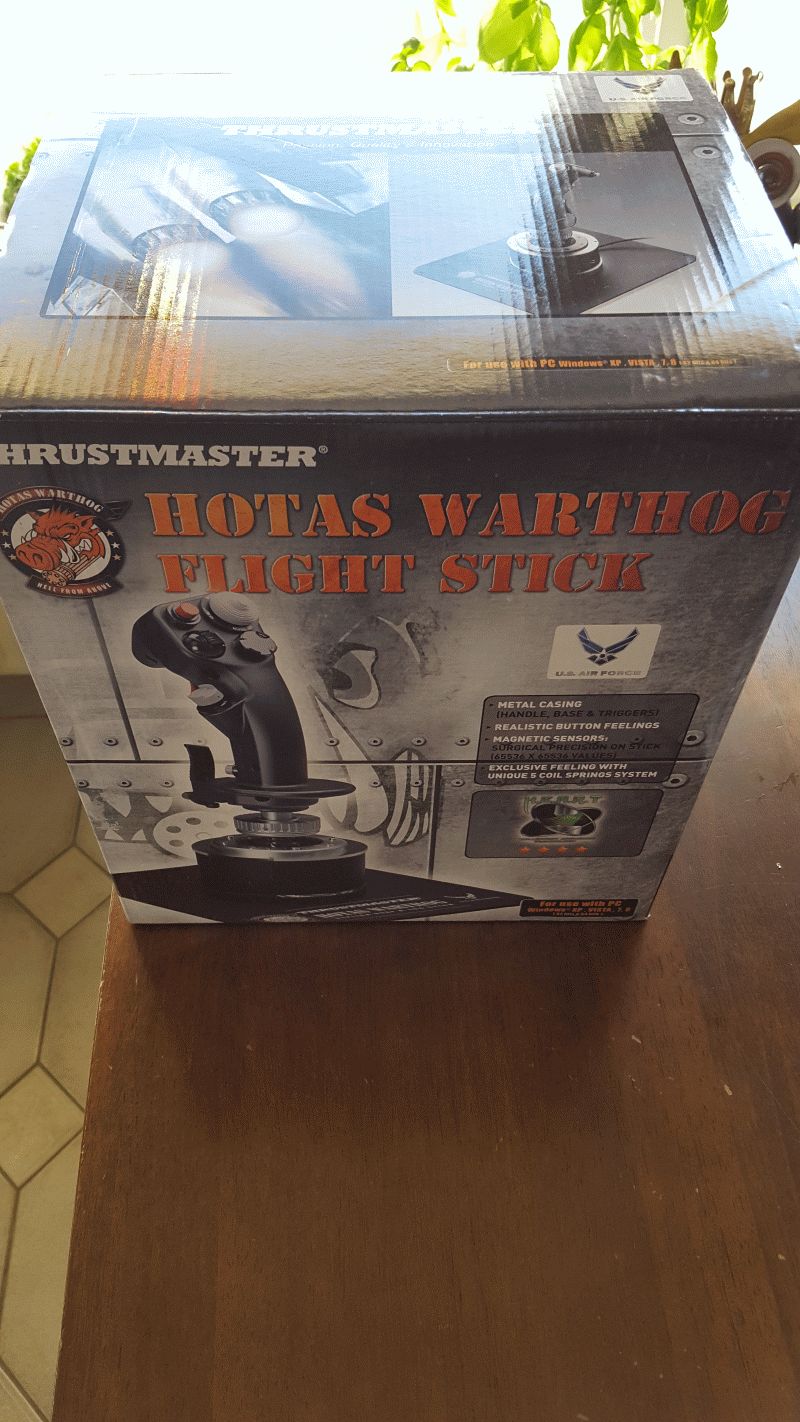 U.S. AIR FORCE
THRUSTMASTER
For use with PC Windows® XP, VISTA, 7, 8
HRUSTMASTER®
HOTAS WARTHOG
HELL FROM ABOVE
HOTAS WARTHOG
FLIGHT STICK
U.S. AIR FORCE
- METAL CASING
(HANDLE, BASE & TRIGGERS)
- REALISTIC BUTTON FEELINGS
- MAGNETIC SENSORS:
SURGICAL PRECISION ON STICK
(65536 X 65536 VALUES)
- EXCLUSIVE FEELING WITH
UNIQUE 5 COIL SPRINGS SYSTEM
H.E.A.R.T
THRUSTMASTER
For use with PC
Windows® XP, VISTA, 7, 8